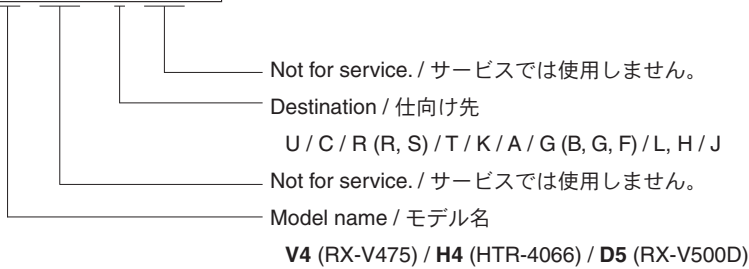 Not for service. / サービスでは使用しません。
Destination / 仕向け先
U / C / R (R, S) / T / K / A / G (B, G, F) / L, H / J
Not for service. / サービスでは使用しません。
Model name / モデル名
V4 (RX-V475) / H4 (HTR-4066) / D5 (RX-V500D)